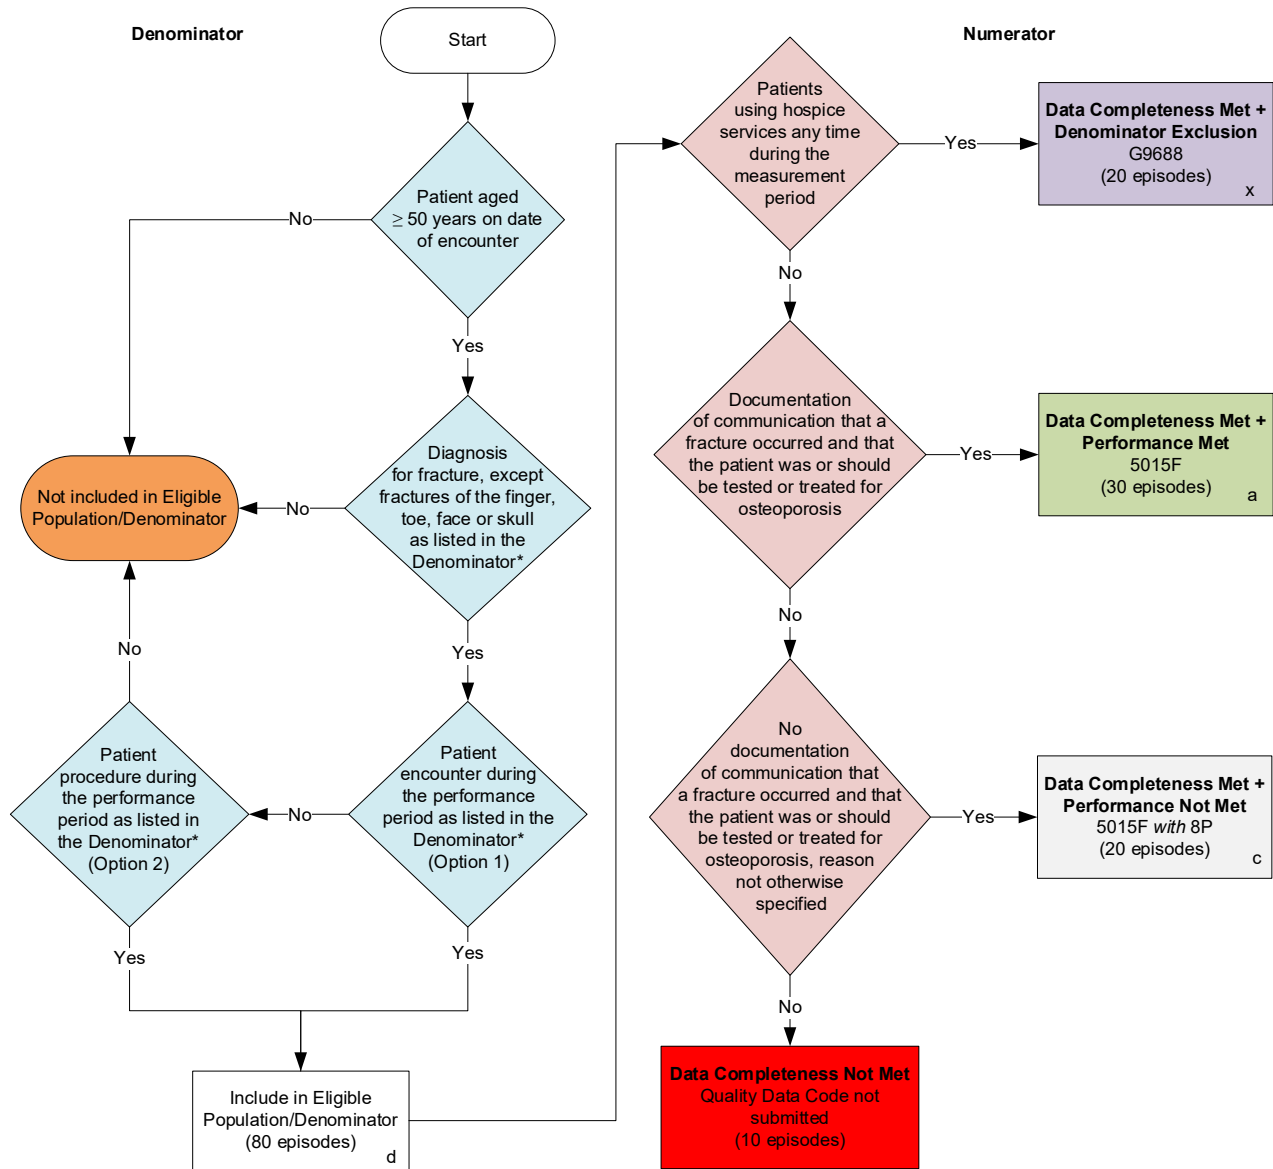 Denominator
Start
Patient aged
≥ 50 years on date
of encounter
No
Yes
Diagnosis
for fracture, except
fractures of the finger,
toe, face or skull
as listed in the
Denominator*
No
Not included in Eligible
Population/Denominator
Yes
Patient
encounter during
the performance
period as listed in the
Denominator*
(Option 1)
No
Patient
procedure during
the performance
period as listed in
the Denominator*
(Option 2)
No
Yes
Yes
Include in Eligible
Population/Denominator
(80 episodes)
d
Numerator
Patients
using hospice
services any time
during the
measurement
period
Yes
Data Completeness Met +
Denominator Exclusion
G9688
(20 episodes)
x
No
Documentation
of communication that a
fracture occurred and that
the patient was or should
be tested or treated for
osteoporosis
Yes
Data Completeness Met +
Performance Met
5015F
(30 episodes)
a
No
No
documentation
of communication that
a fracture occurred and that
the patient was or should
be tested or treated for
osteoporosis, reason
not otherwise
specified
Yes
Data Completeness Met +
Performance Not Met
5015F with 8P
(20 episodes)
c
No
Data Completeness Not Met
Quality Data Code not
submitted
(10 episodes)